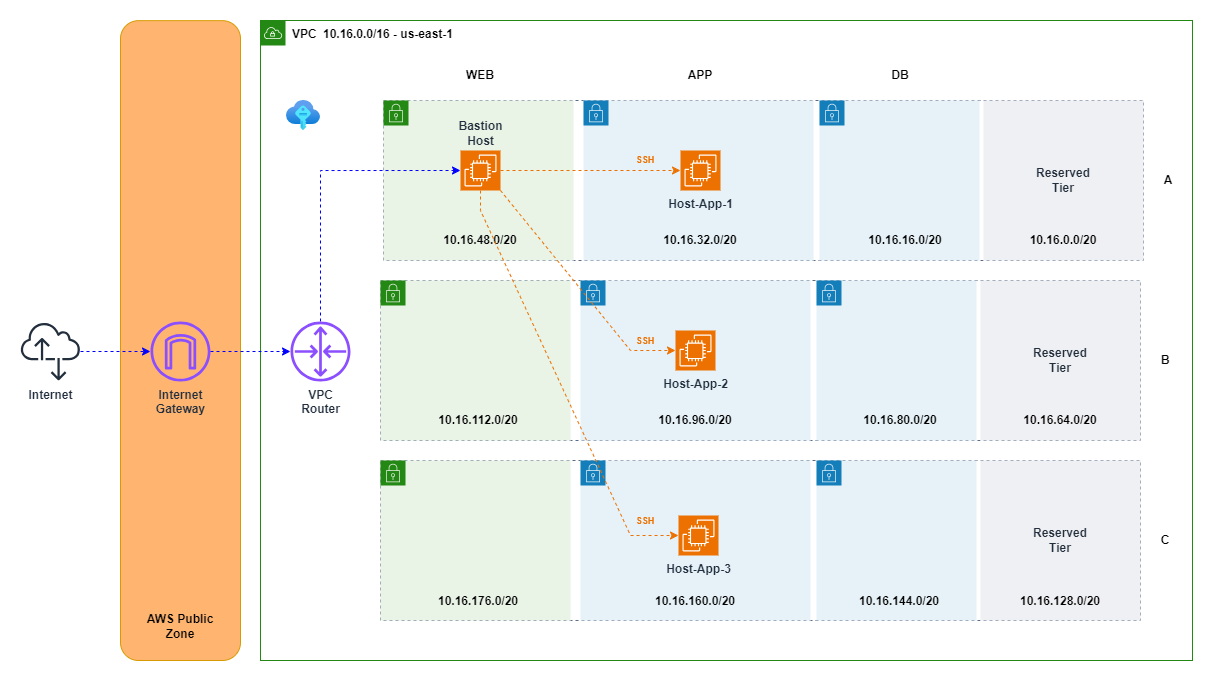 VPC 10.16.0.0/16 - us-east-1
WEB
APP
DB
Bastion
Host
SSH
Host-App-1
Reserved
Tier
A
10.16.48.0/20
10.16.32.0/20
10.16.16.0/20
10.16.0.0/20
SSH
Host-App-2
Reserved
Tier
B
10.16.112.0/20
10.16.96.0/20
10.16.80.0/20
10.16.64.0/20
Internet
Internet
Gateway
VPC
Router
SSH
Host-App-3
Reserved
Tier
C
10.16.176.0/20
10.16.160.0/20
10.16.144.0/20
10.16.128.0/20
AWS Public
Zone